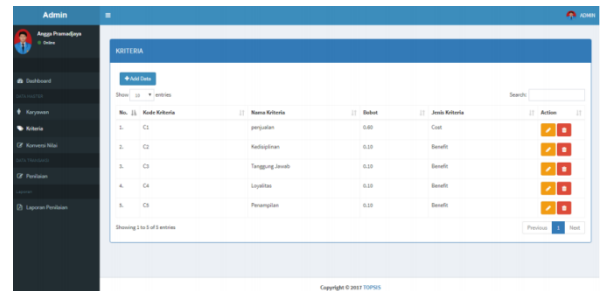 Admin
ADMIN
Angga Pramadjaya
Online
KRITERIA
Dashboard
Add Data
Show 10 entries
Search:
DATA MASTER
No. Kode Kriteria Nama Kriteria Bobot Jenis Kriteria Action
Karyawan
1. C1 penjualan 0.60 Cost
Kriteria
2. C2 Kedisiplinan 0.10 Benefit
Konversi Nilai
3. C3 Tanggung Jawab 0.10 Benefit
Penilaian
4. C4 Loyalitas 0.10 Benefit
Laporan Penilaian
5. C5 Penampilan 0.10 Benefit
Showing 1 to 5 of 5 entries
Previous 1 Next
Copyright © 2017 TOPSIS